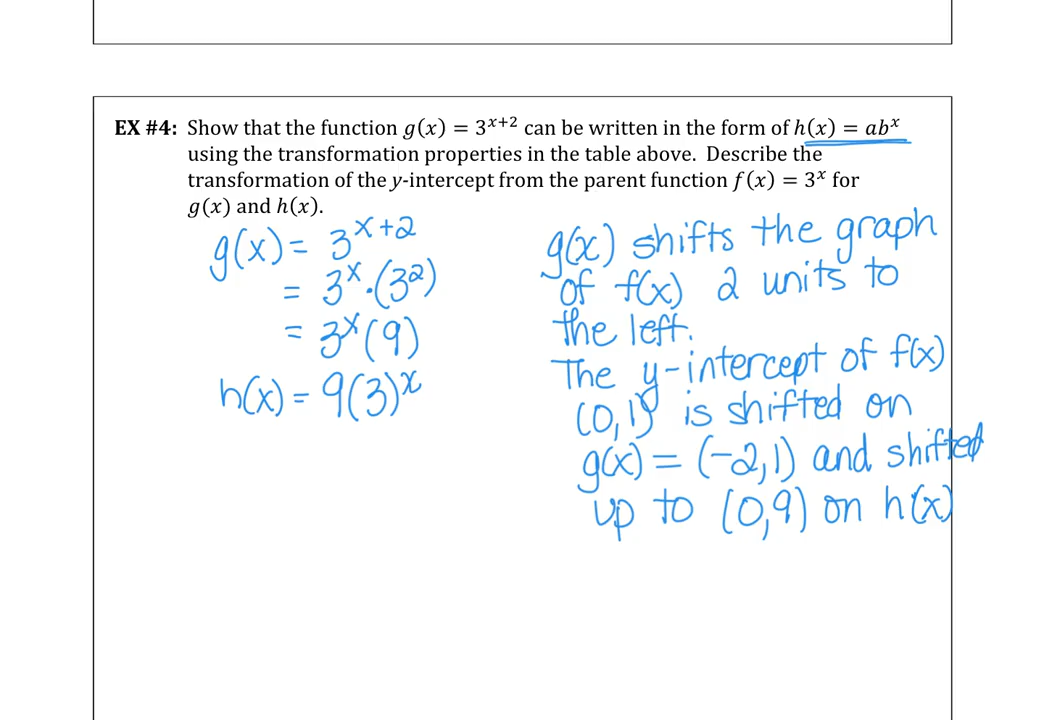 EX #4: Show that the function g(x) = 3^{x+2} can be written in the form of h(x) = ab^x
using the transformation properties in the table above. Describe the
transformation of the y-intercept from the parent function f(x) = 3^x for
g(x) and h(x).
g(x) = 3^{x+2}
= 3^x · (3^2)
= 3^x (9)
h(x) = 9(3)^x
g(x) shifts the graph
of f(x) 2 units to
the left.
The y-intercept of f(x)
(0,1) is shifted on
g(x) = (-2,1) and shifted
up to (0,9) on h(x)